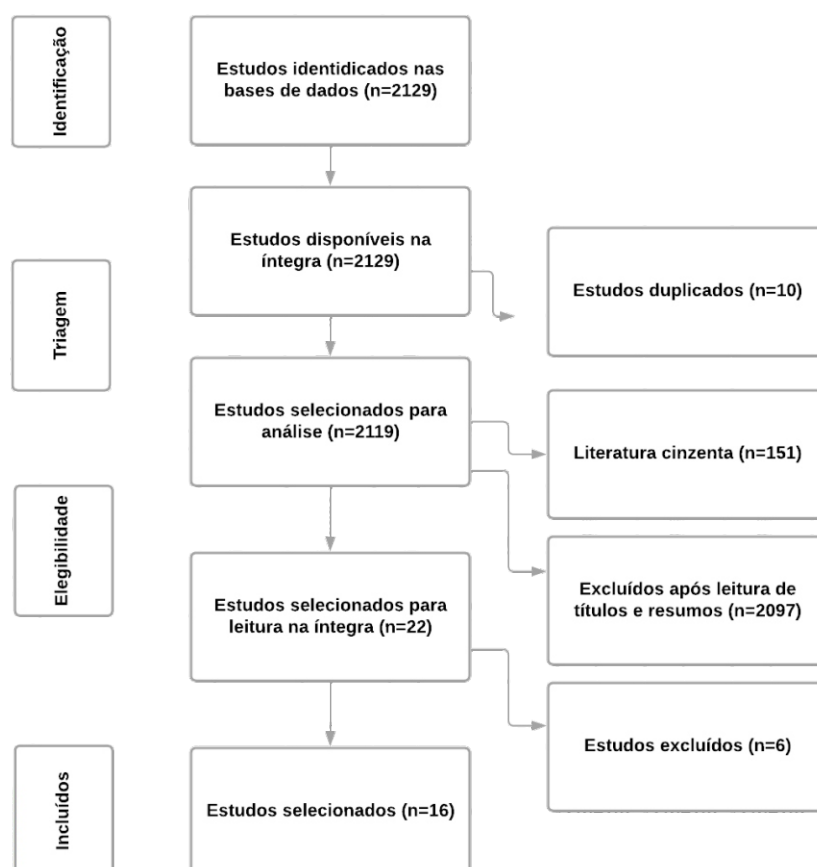 Identificação
Estudos identidicados nas
bases de dados (n=2129)
Estudos disponíveis na
íntegra (n=2129)
Estudos duplicados (n=10)
Triagem
Estudos selecionados para
análise (n=2119)
Literatura cinzenta (n=151)
Elegibilidade
Excluídos após leitura de
títulos e resumos (n=2097)
Estudos selecionados para
leitura na íntegra (n=22)
Estudos excluídos (n=6)
Incluídos
Estudos selecionados (n=16)